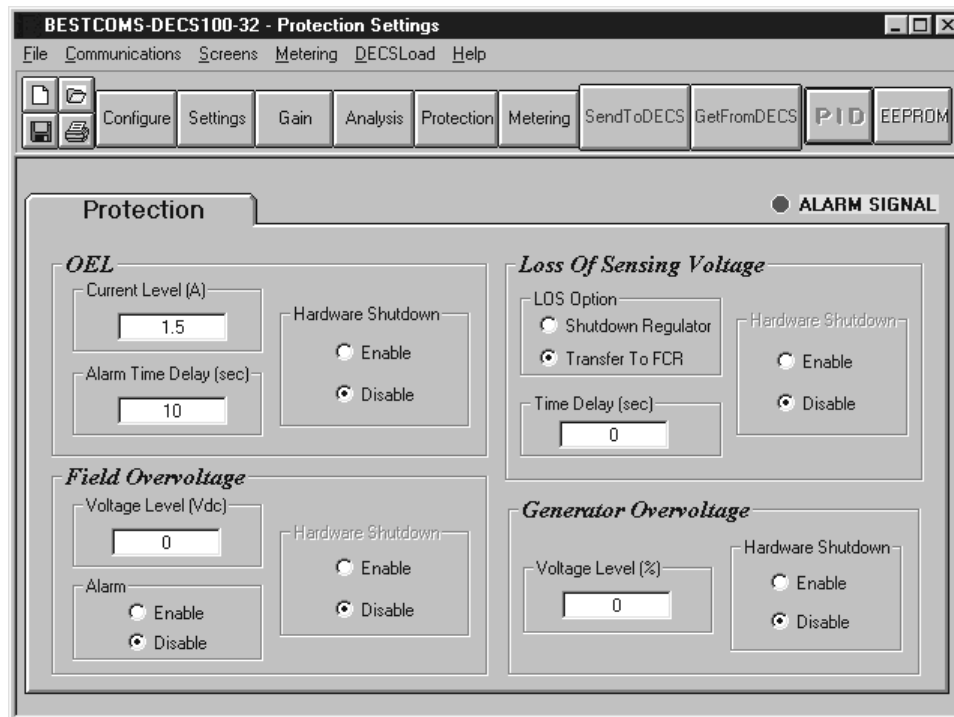 BESTCOMS-DECS100-32 - Protection Settings
File Communications Screens Metering DECSLoad Help
Configure Settings Gain Analysis Protection Metering SendToDECS GetFromDECS PID EEPROM
Protection
ALARM SIGNAL
OEL
Current Level (A)
1.5
Alarm Time Delay (sec)
10
Hardware Shutdown
Enable
Disable
Loss Of Sensing Voltage
LOS Option
Shutdown Regulator
Transfer To FCR
Time Delay (sec)
0
Hardware Shutdown
Enable
Disable
Field Overvoltage
Voltage Level (Vdc)
0
Alarm
Enable
Disable
Hardware Shutdown
Enable
Disable
Generator Overvoltage
Voltage Level (%)
0
Hardware Shutdown
Enable
Disable